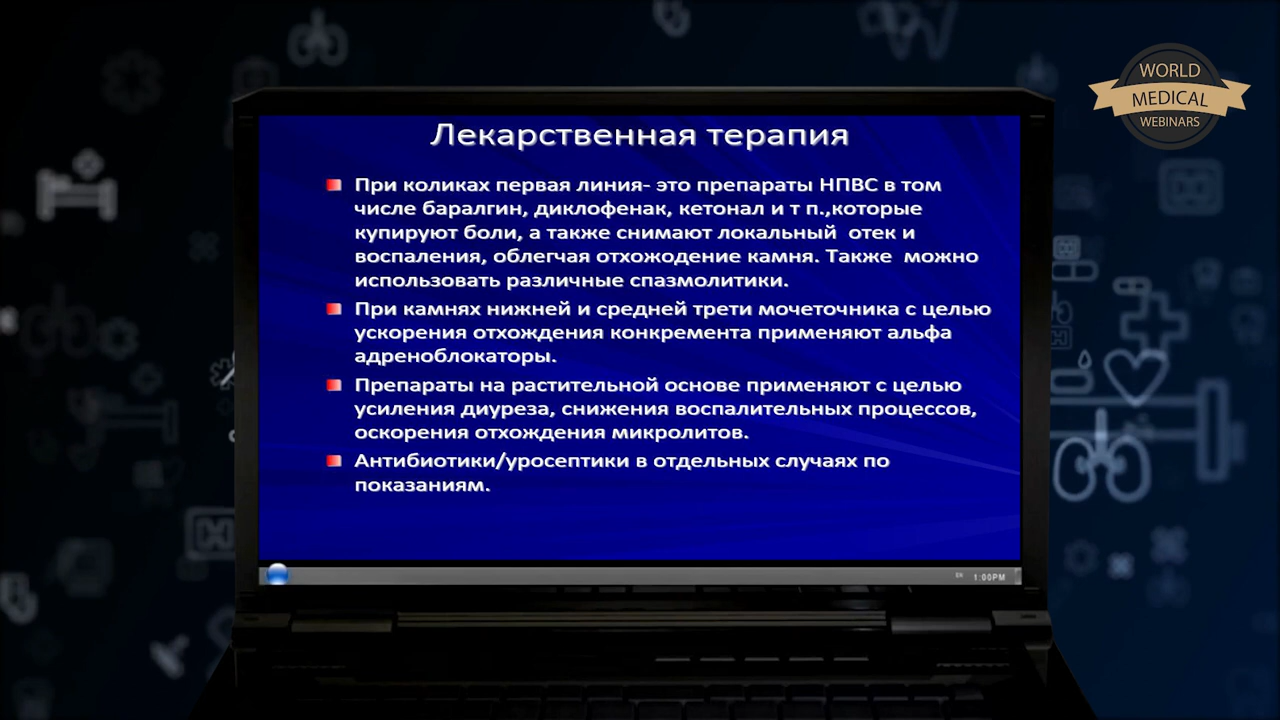 WORLD
MEDICAL
WEBINARS
Лекарственная терапия
При коликах первая линия- это препараты НПВС в том
числе баралгин, диклофенак, кетонал и т п.,которые
купируют боли, а также снимают локальный отек и
воспаления, облегчая отхожодение камня. Также можно
использовать различные спазмолитики.
При камнях нижней и средней трети мочеточника с целью
ускорения отхождения конкремента применяют альфа
адреноблокаторы.
Препараты на растительной основе применяют с целью
усиления диуреза, снижения воспалительных процессов,
оскорения отхождения микролитов.
Антибиотики/уросептики в отдельных случаях по
показаниям.
EN 1:00PM